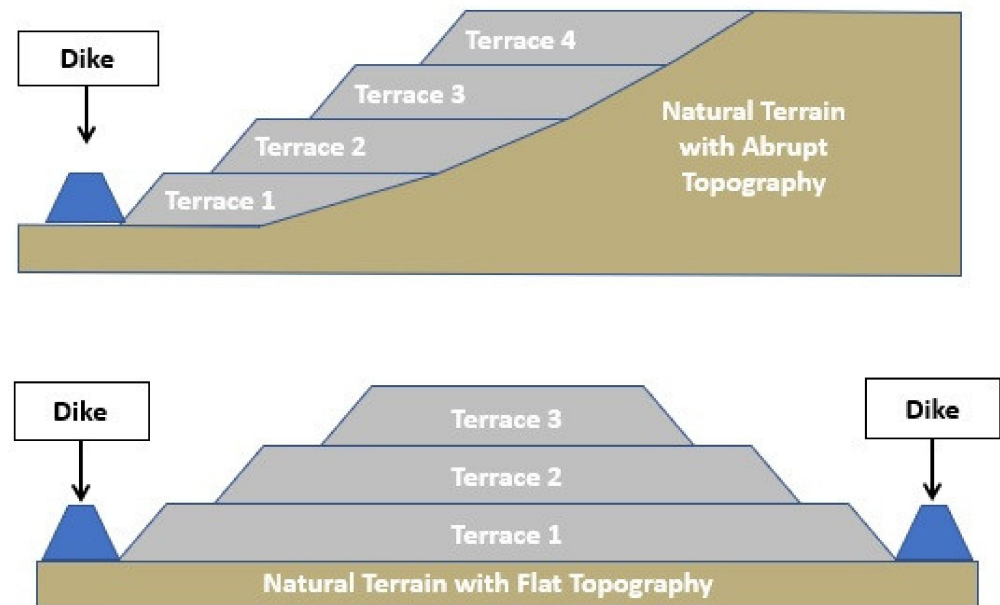 Dike
Terrace 4
Terrace 3
Terrace 2
Terrace 1
Natural Terrain
with Abrupt
Topography
Dike
Dike
Terrace 3
Terrace 2
Terrace 1
Natural Terrain with Flat Topography